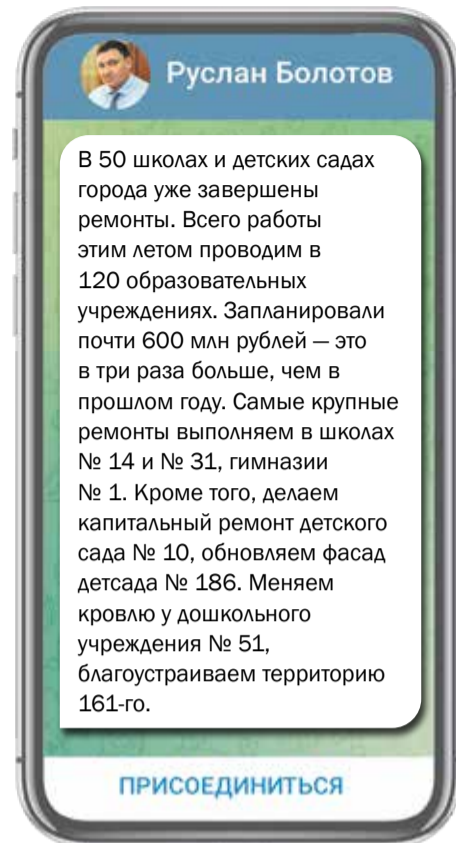 Руслан Болотов
В 50 школах и детских садах
города уже завершены
ремонты. Всего работы
этим летом проводим в
120 образовательных
учреждениях. Запланировали
почти 600 млн рублей — это
в три раза больше, чем в
прошлом году. Самые крупные
ремонты выполняем в школах
№ 14 и № 31, гимназии
№ 1. Кроме того, делаем
капитальный ремонт детского
сада № 10, обновляем фасад
детсада № 186. Меняем
кровлю у дошкольного
учреждения № 51,
благоустраиваем территорию
161-го.
ПРИСОЕДИНИТЬСЯ